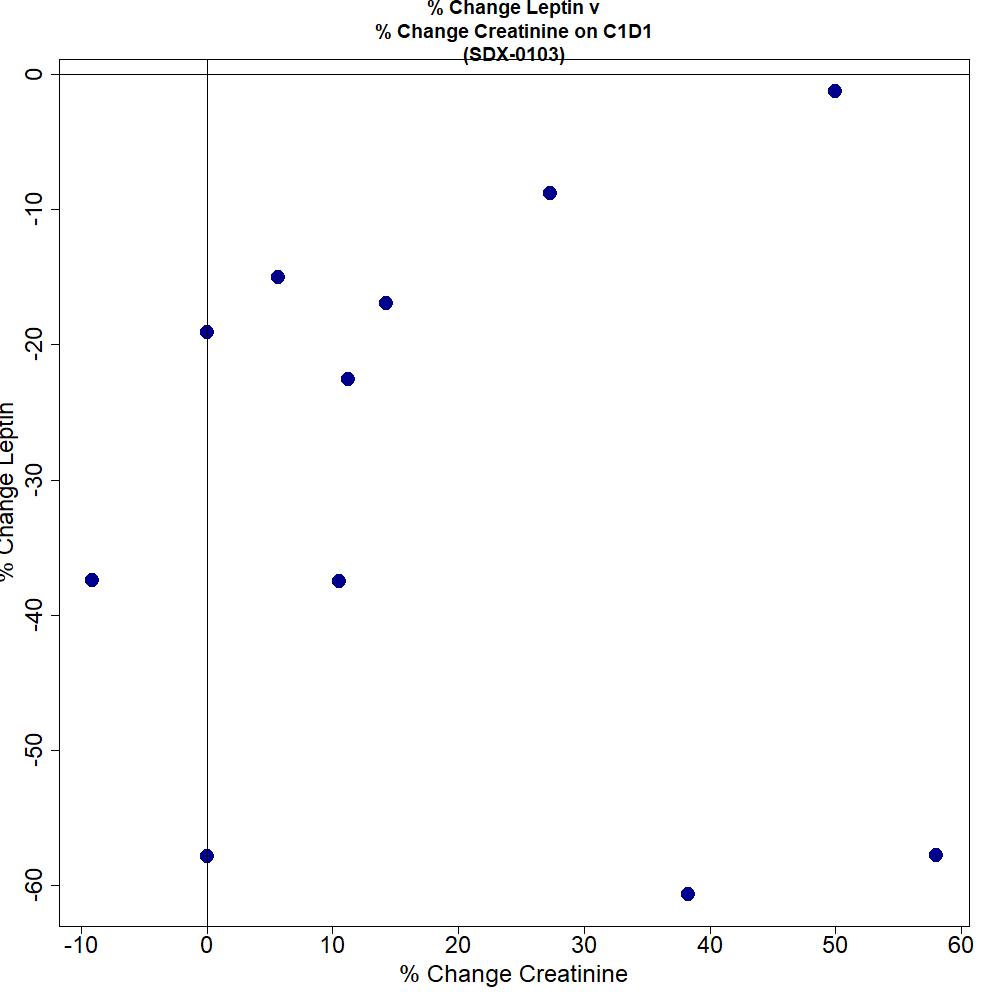 % Change Leptin v
% Change Creatinine on C1D1
(SDX-0103)
0
-10
-20
-30
-40
-50
-60
% Change Leptin
-10 0 10 20 30 40 50 60
% Change Creatinine